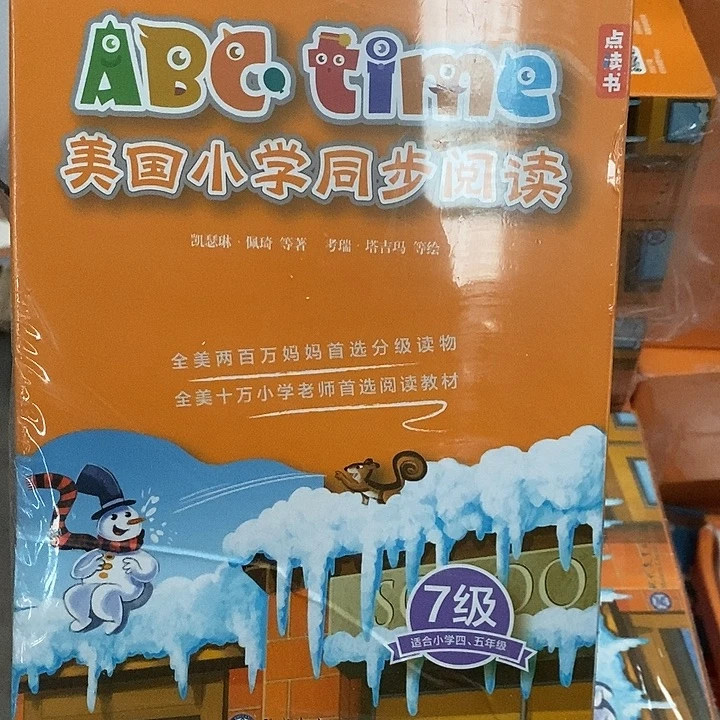 ABC time
点读书
美国小学同步阅读
凯瑟琳·佩琦 等著 考瑞·塔吉玛 等绘
全美两百万妈妈首选分级读物
全美十万小学老师首选阅读教材
7级
适合小学四、五年级